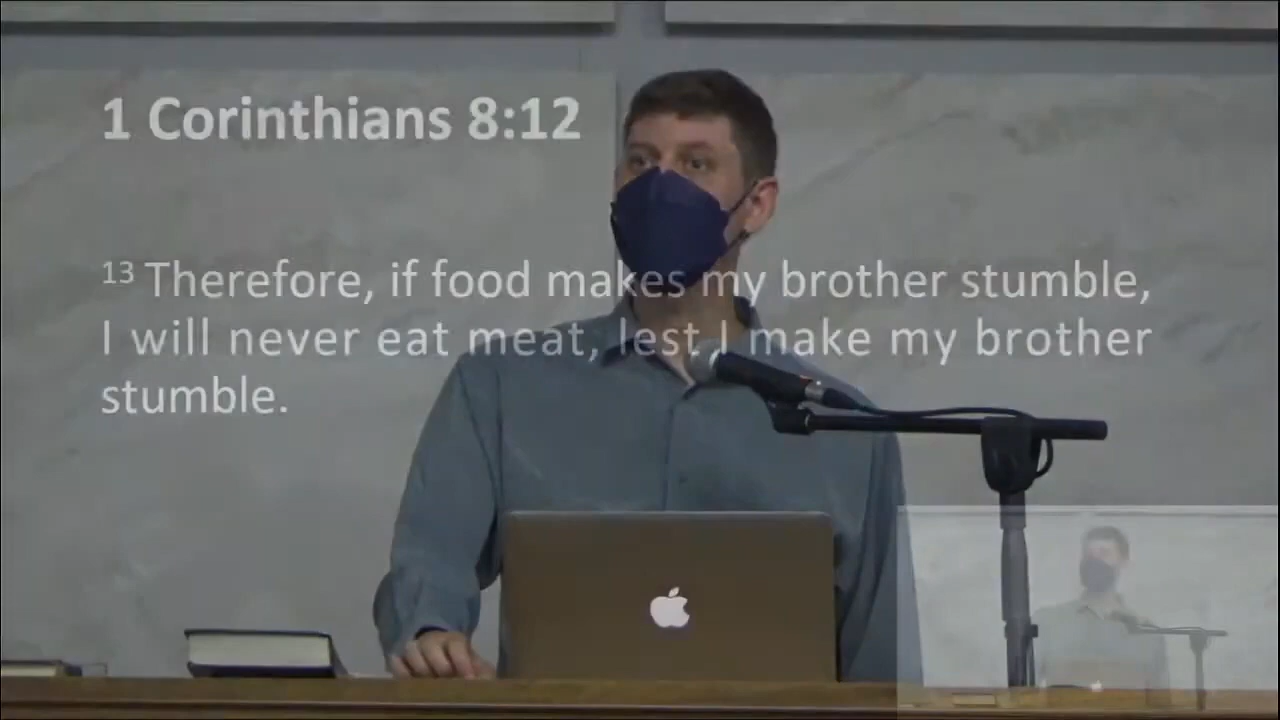 1 Corinthians 8:12
13 Therefore, if food makes my brother stumble,
I will never eat meat, lest I make my brother
stumble.